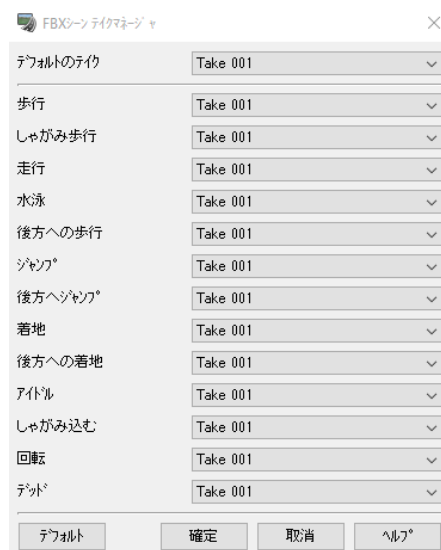 FBXシーン テイクマネージャ
デフォルトのテイク Take 001
歩行 Take 001
しゃがみ歩行 Take 001
走行 Take 001
水泳 Take 001
後方への歩行 Take 001
ジャンプ Take 001
後方へジャンプ Take 001
着地 Take 001
後方への着地 Take 001
アイドル Take 001
しゃがみ込む Take 001
回転 Take 001
デッド Take 001
デフォルト 確定 取消 ヘルプ